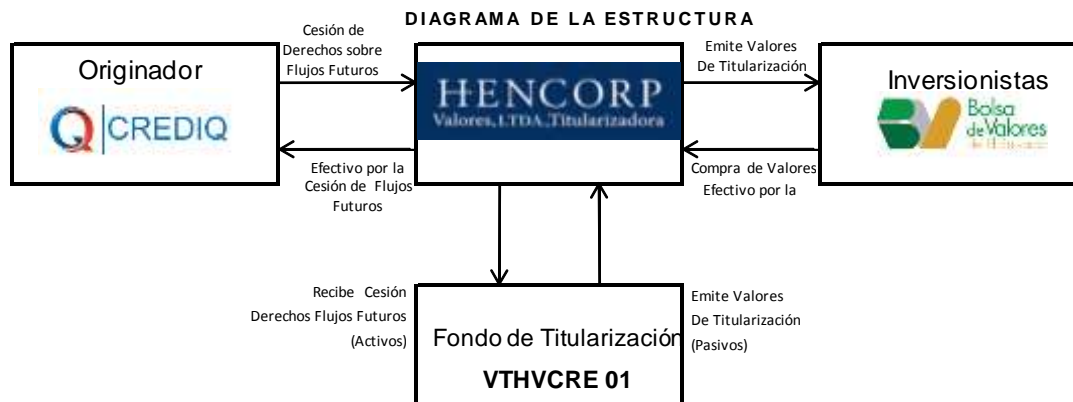 DIAGRAMA DE LA ESTRUCTURA
Originador
CREDIQ
Cesión de
Derechos sobre
Flujos Futuros
Efectivo por la
Cesión de Flujos
Futuros
HENCORP
Valores, LTDA., Titularizadora
Emite Valores
De Titularización
Compra de Valores
Efectivo por la
Inversionistas
Bolsa
de Valores
Recibe Cesión
Derechos Flujos Futuros
(Activos)
Fondo de Titularización
VTHVCRE 01
Emite Valores
De Titularización
(Pasivos)